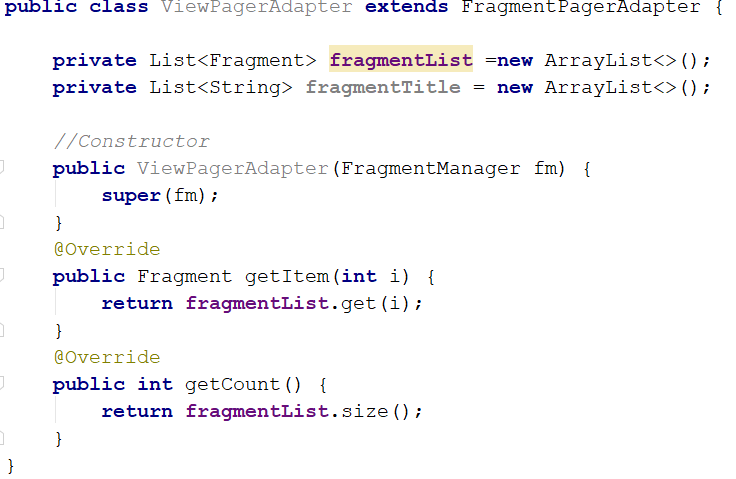 public class ViewPagerAdapter extends FragmentPagerAdapter {
private List<Fragment> fragmentList =new ArrayList<>();
private List<String> fragmentTitle = new ArrayList<>();
//Constructor
public ViewPagerAdapter(FragmentManager fm) {
super(fm);
}
@Override
public Fragment getItem(int i) {
return fragmentList.get(i);
}
@Override
public int getCount() {
return fragmentList.size();
}
}